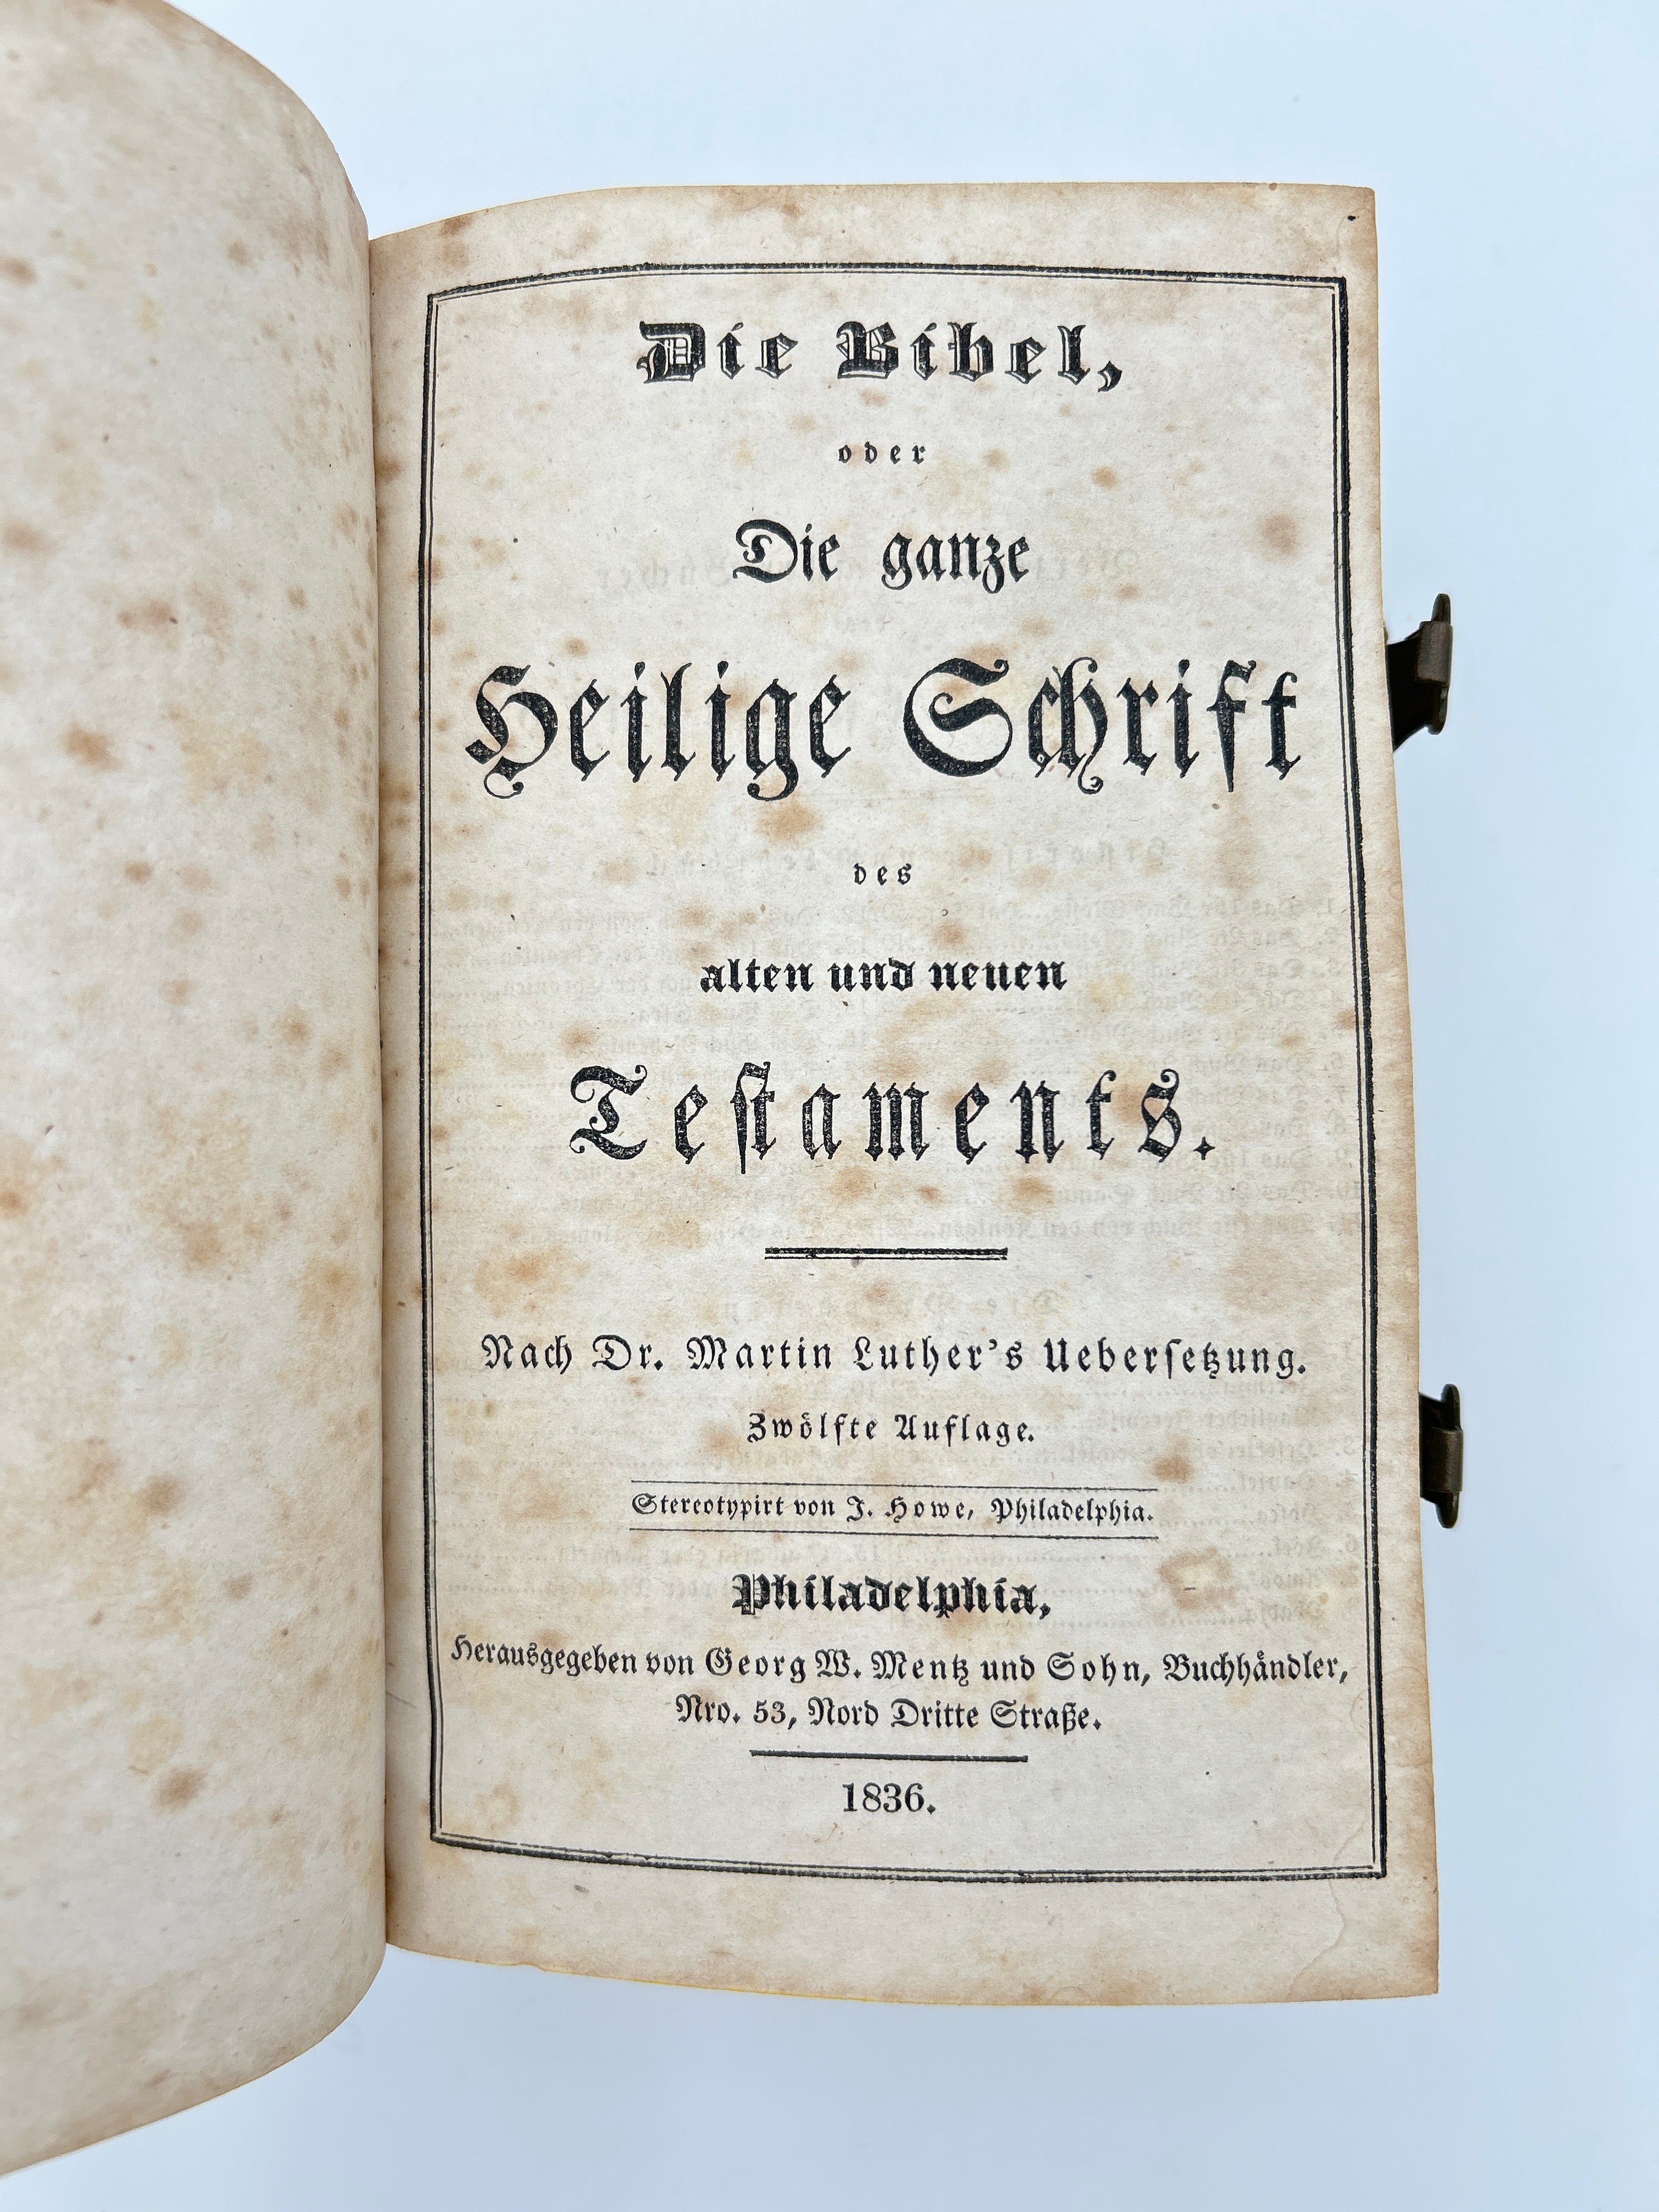 Die Bibel,
oder
Die ganze
Heilige Schrift
des
alten und neuen
Testaments.
Nach Dr. Martin Luther's Uebersetzung.
Zwölfte Auflage.
Stereotypirt von J. Howe, Philadelphia.
Philadelphia,
Herausgegeben von Georg W. Mentz und Sohn, Buchhändler,
Nro. 53, Nord Dritte Straße.
1836.